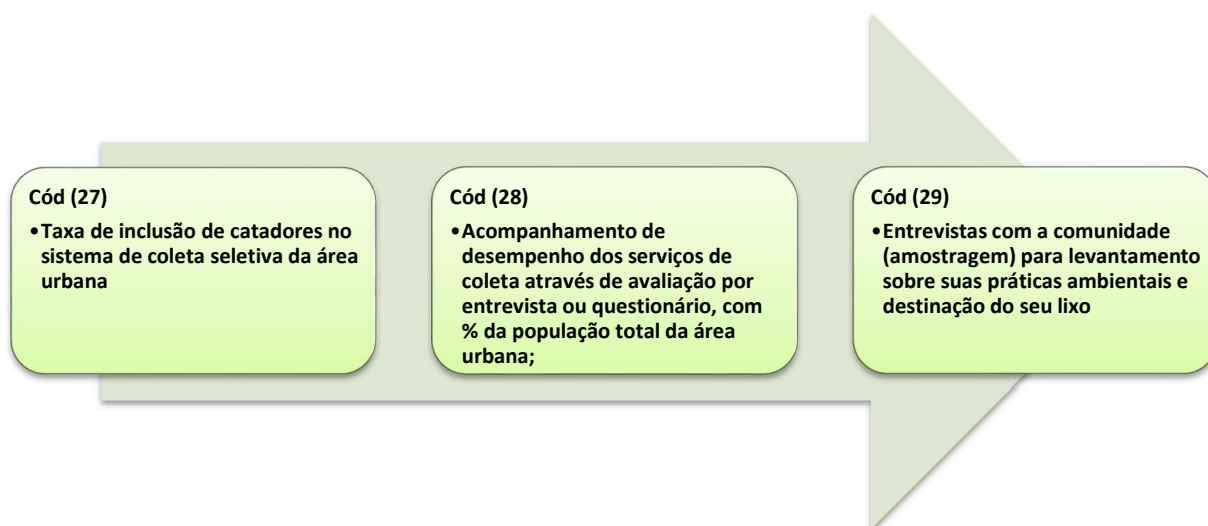 Cód (27)
•Taxa de inclusão de catadores no
sistema de coleta seletiva da área
urbana
Cód (28)
•Acompanhamento de
desempenho dos serviços de
coleta através de avaliação por
entrevista ou questionário, com
% da população total da área
urbana;
Cód (29)
•Entrevistas com a comunidade
(amostragem) para levantamento
sobre suas práticas ambientais e
destinação do seu lixo